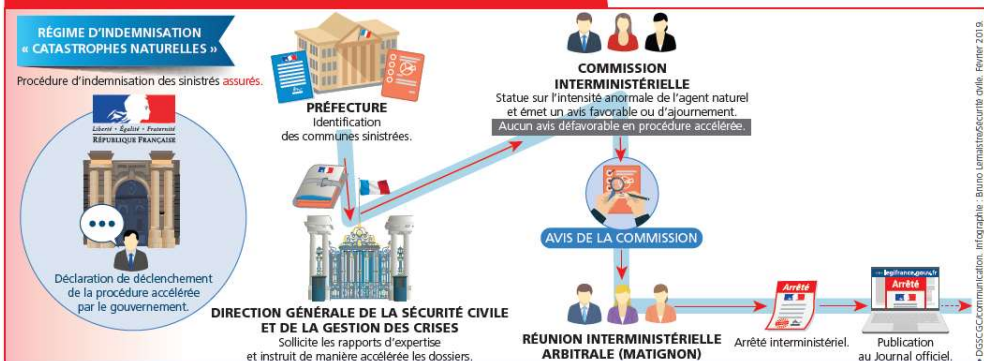 RÉGIME D'INDEMNISATION
« CATASTROPHES NATURELLES »
Procédure d'indemnisation des sinistrés assurés.
Liberté • Égalité • Fraternité
RÉPUBLIQUE FRANÇAISE
Déclaration de déclenchement
de la procédure accélérée
par le gouvernement.
PRÉFECTURE
Identification
des communes sinistrées.
DIRECTION GÉNÉRALE DE LA SÉCURITÉ CIVILE
ET DE LA GESTION DES CRISES
Sollicite les rapports d'expertise
et instruit de manière accélérée les dossiers.
COMMISSION
INTERMINISTÉRIELLE
Statue sur l'intensité anormale de l'agent naturel
et émet un avis favorable ou d'ajournement.
Aucun avis défavorable en procédure accélérée.
AVIS DE LA COMMISSION
RÉUNION INTERMINISTÉRIELLE
ARBITRALE (MATIGNON)
Arrêté
Arrêté interministériel.
legifrance.gouv.fr
Arrêté
Publication
au Journal officiel.
• DGSCGC/communication. Infographie : Bruno Lemaistre/Sécurité civile. Février 2019.